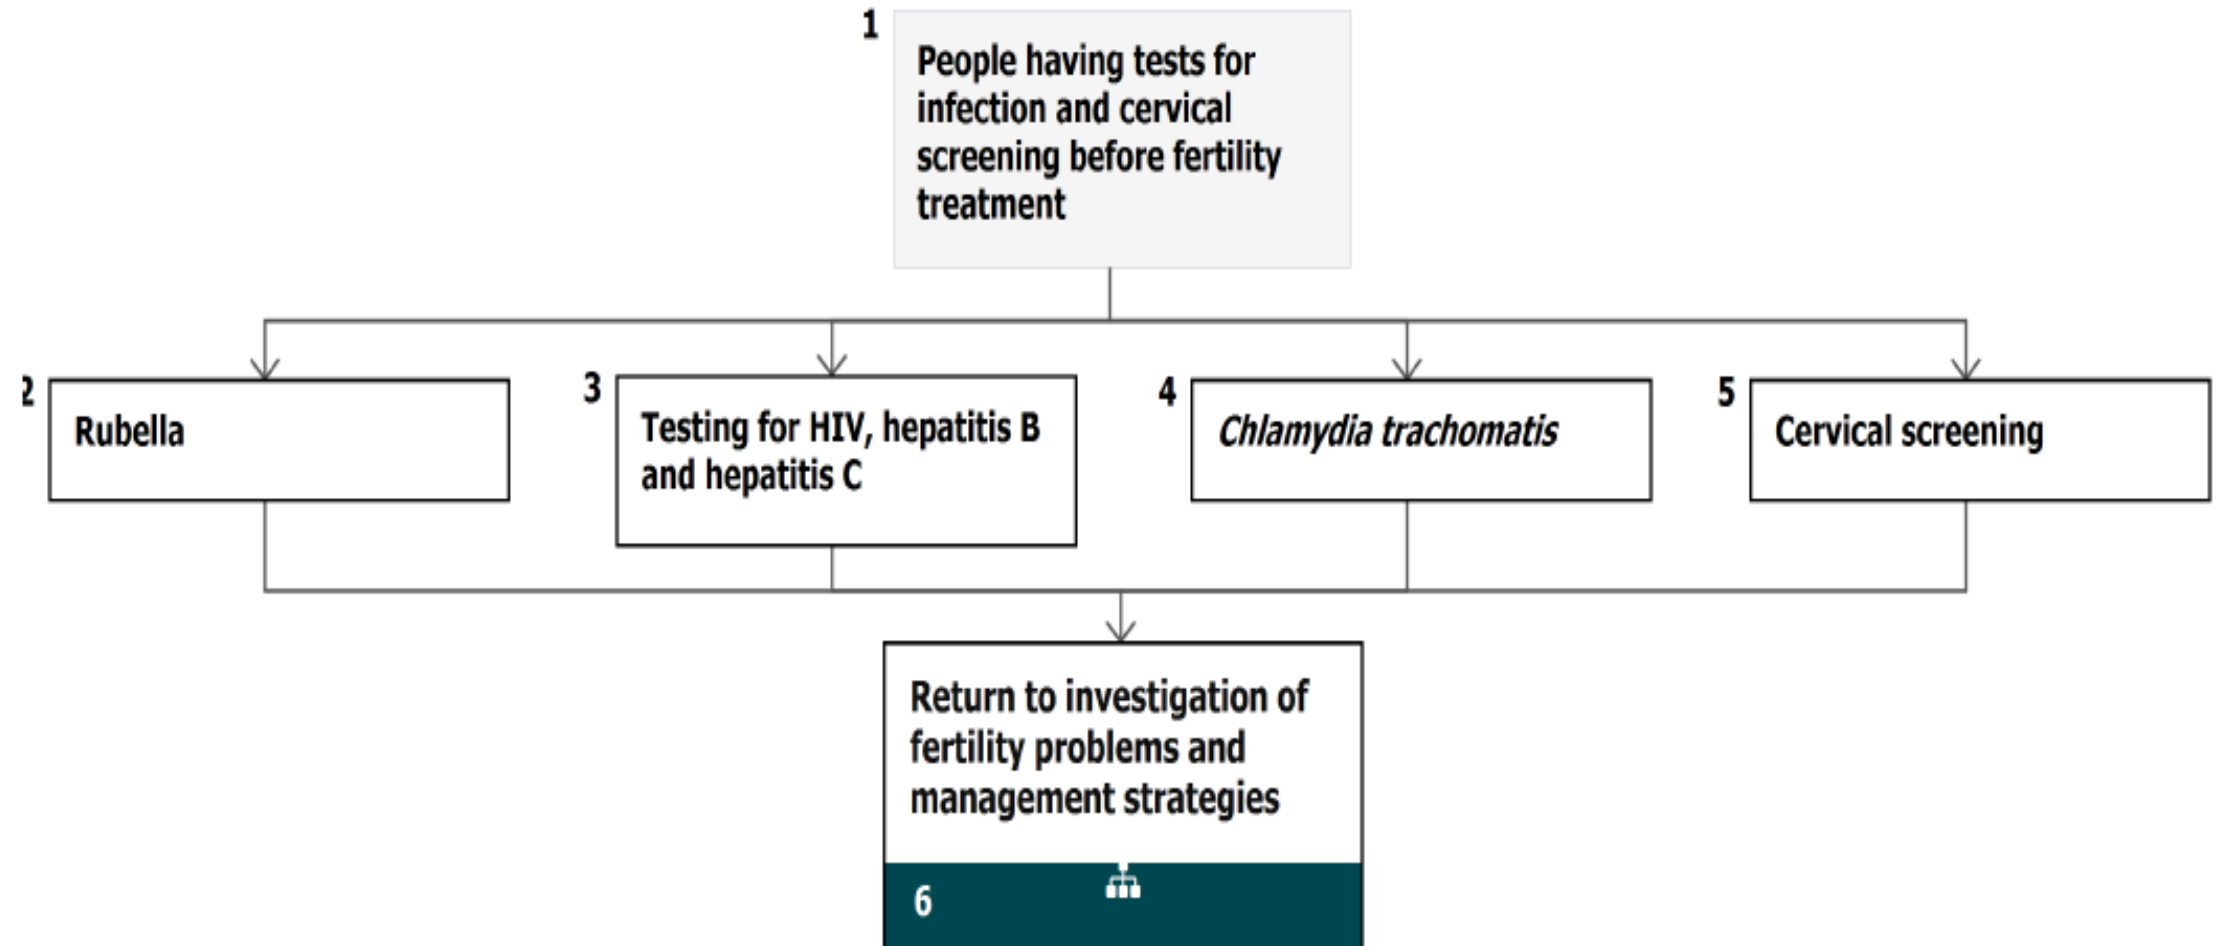 1
People having tests for
infection and cervical
screening before fertility
treatment
2
Rubella
3
Testing for HIV, hepatitis B
and hepatitis C
4
Chlamydia trachomatis
5
Cervical screening
Return to investigation of
fertility problems and
management strategies
6